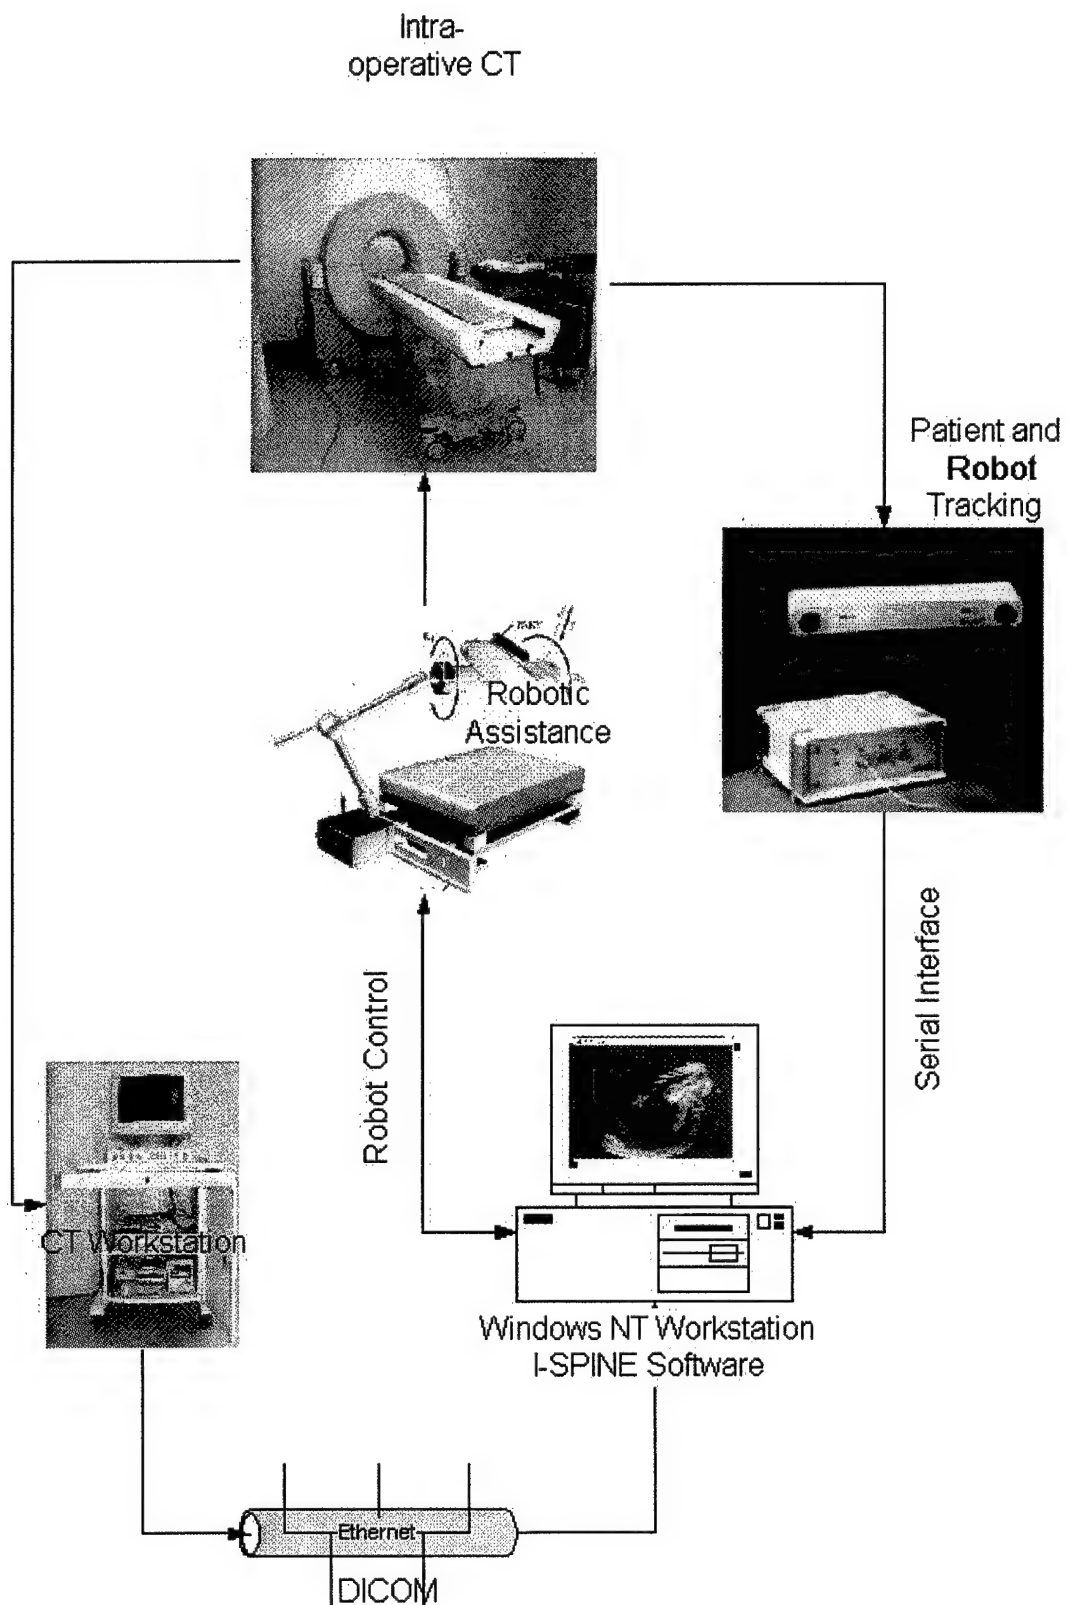 Intra-
operative CT
Patient and
Robot
Tracking
Robotic
Assistance
Serial Interface
Robot Control
CT Workstation
Windows NT Workstation
I-SPINE Software
Ethernet
DICOM